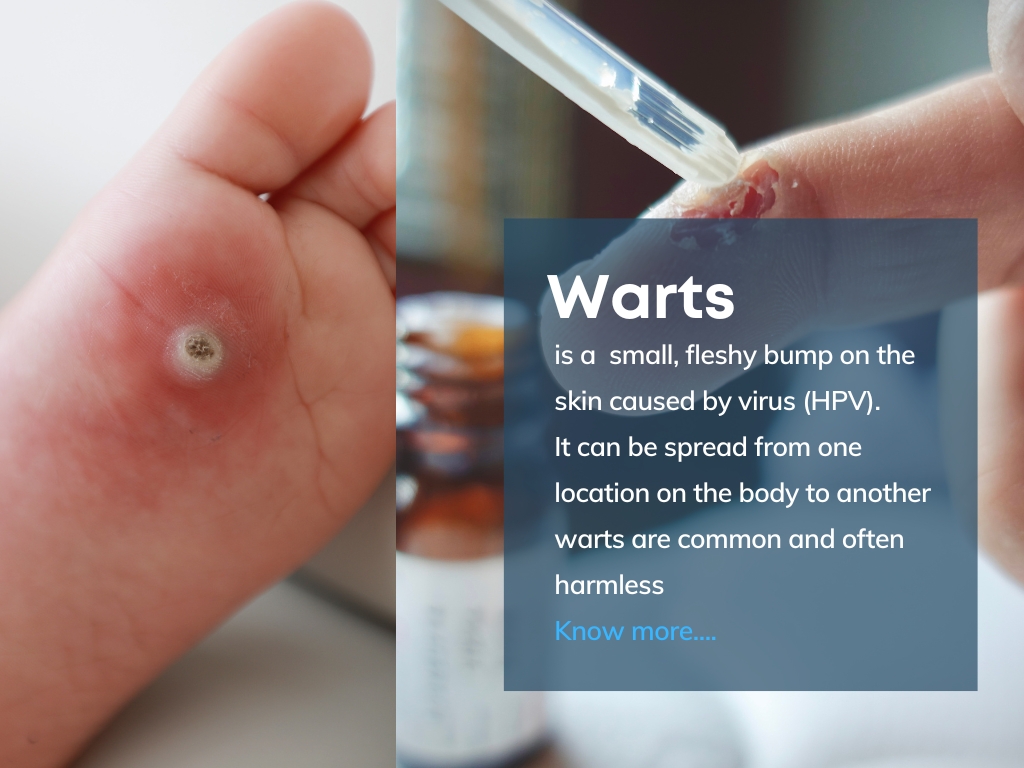 Warts
is a  small, fleshy bump on the
skin caused by virus (HPV).
It can be spread from one
location on the body to another
warts are common and often
harmless
Know more....